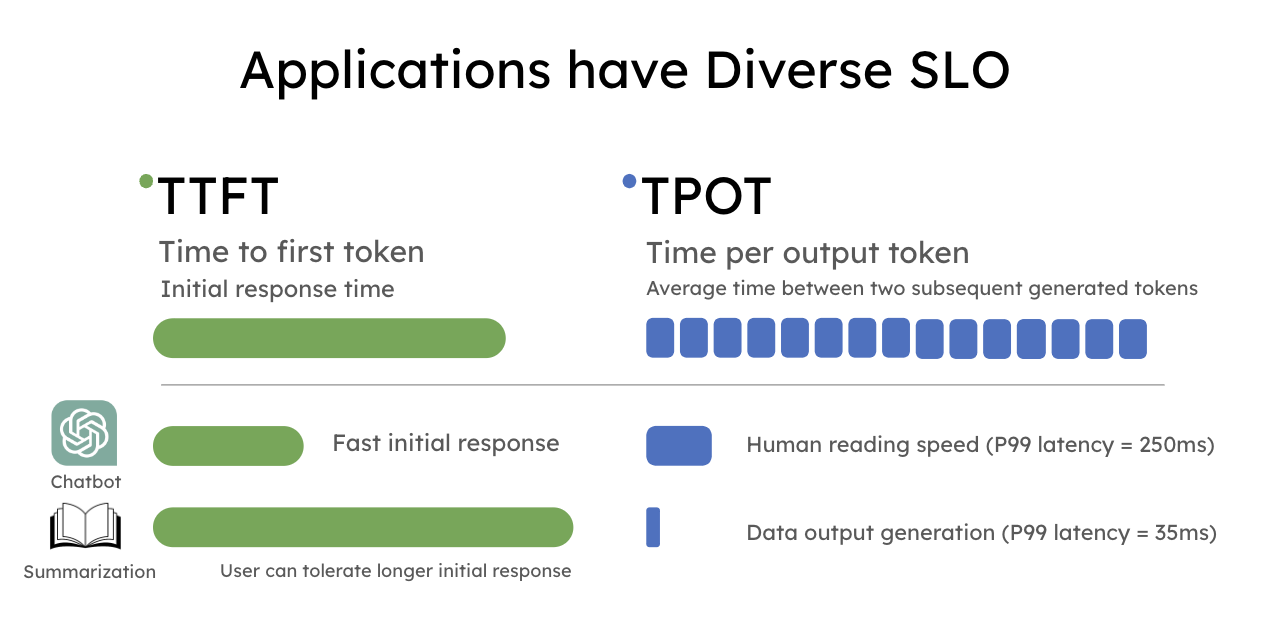 Applications have Diverse SLO
TTFT
Time to first token
Initial response time
TPOT
Time per output token
Average time between two subsequent generated tokens
Chatbot
Fast initial response
Human reading speed (P99 latency = 250ms)
Summarization
User can tolerate longer initial response
Data output generation (P99 latency = 35ms)